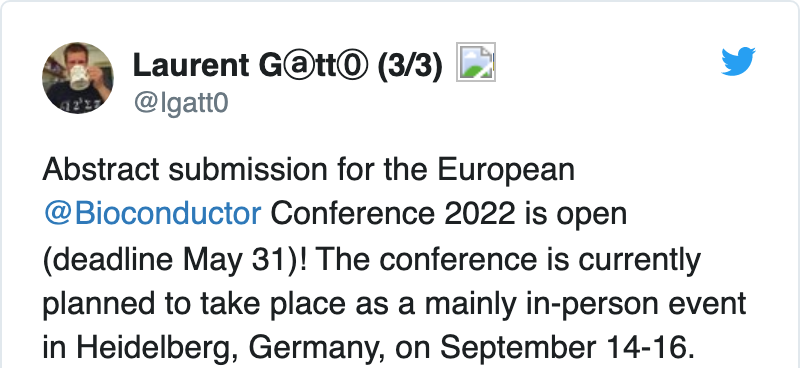 Laurent Gⓐtt⓪ (3/3)
@lgatt0
Abstract submission for the European
@Bioconductor Conference 2022 is open
(deadline May 31)! The conference is currently
planned to take place as a mainly in-person event
in Heidelberg, Germany, on September 14-16.